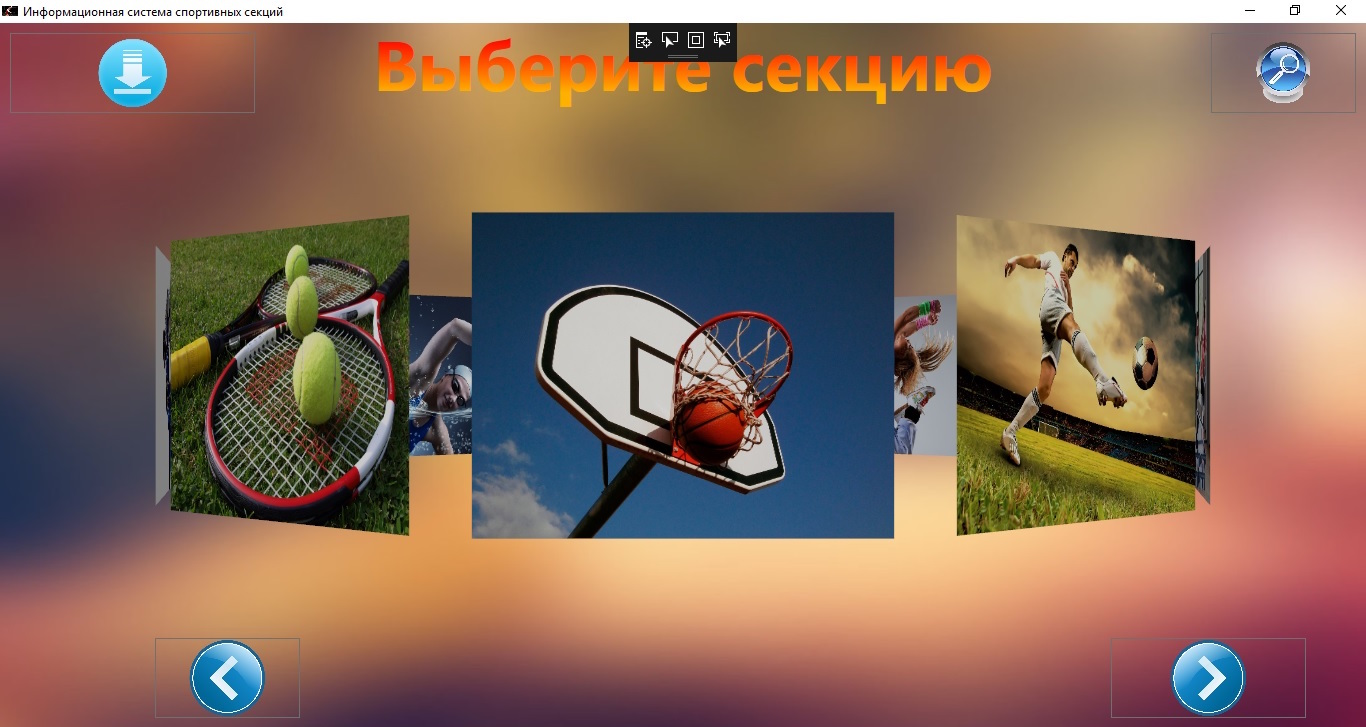 Информационная система спортивных секций
Выберите секцию